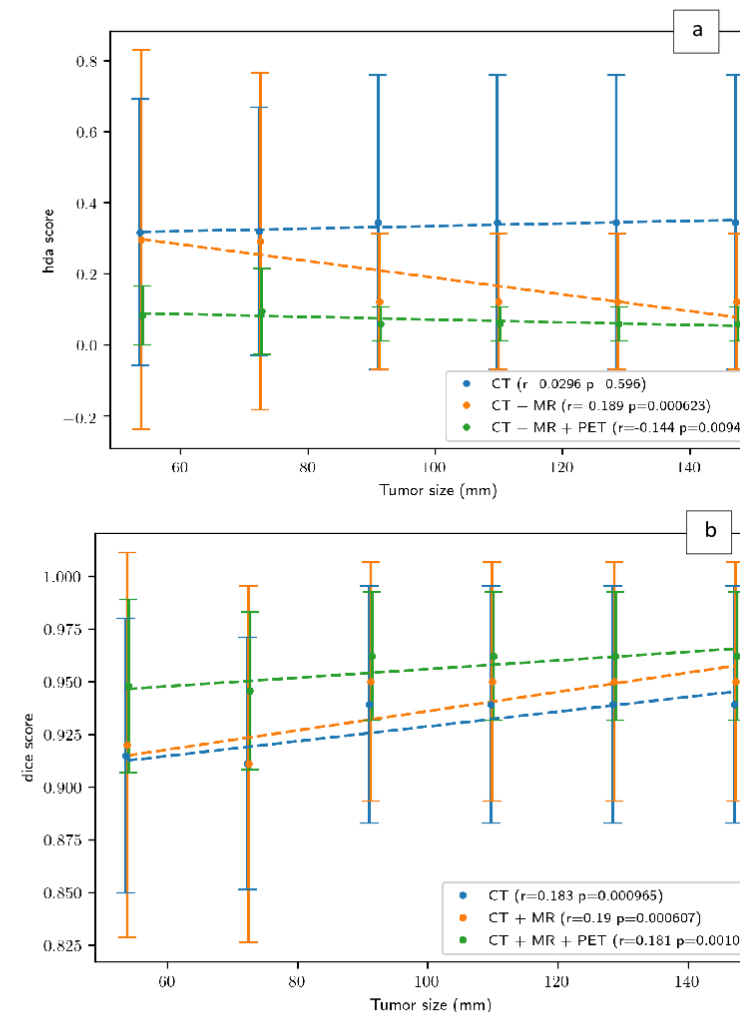 a
0.8
0.6
0.4
0.2
0.0
−0.2
hda score
CT (r 0.0296 p 0.596)
CT − MR (r= 0.189 p=0.000623)
CT − MR + PET (r=-0.144 p=0.0094
60 80 100 120 140
Tumor size (mm)
b
1.000
0.975
0.950
0.925
0.900
0.875
0.850
0.825
dice score
CT (r=0.183 p=0.000965)
CT + MR (r=0.19 p=0.000607)
CT + MR + PET (r=0.181 p=0.0010
60 80 100 120 140
Tumor size (mm)